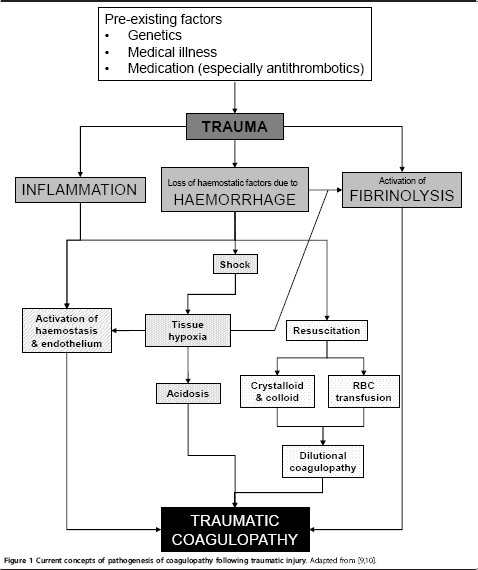 Pre-existing factors
• Genetics
• Medical illness
• Medication (especially antithrombotics)
TRAUMA
INFLAMMATION
Loss of haemostatic factors due to
HAEMORRHAGE
Activation of
FIBRINOLYSIS
Shock
Activation of
haemostasis
& endothelium
Tissue
hypoxia
Resuscitation
Acidosis
Crystalloid
& colloid
RBC
transfusion
Dilutional
coagulopathy
TRAUMATIC
COAGULOPATHY
Figure 1 Current concepts of pathogenesis of coagulopathy following traumatic injury. Adapted from [9,10].